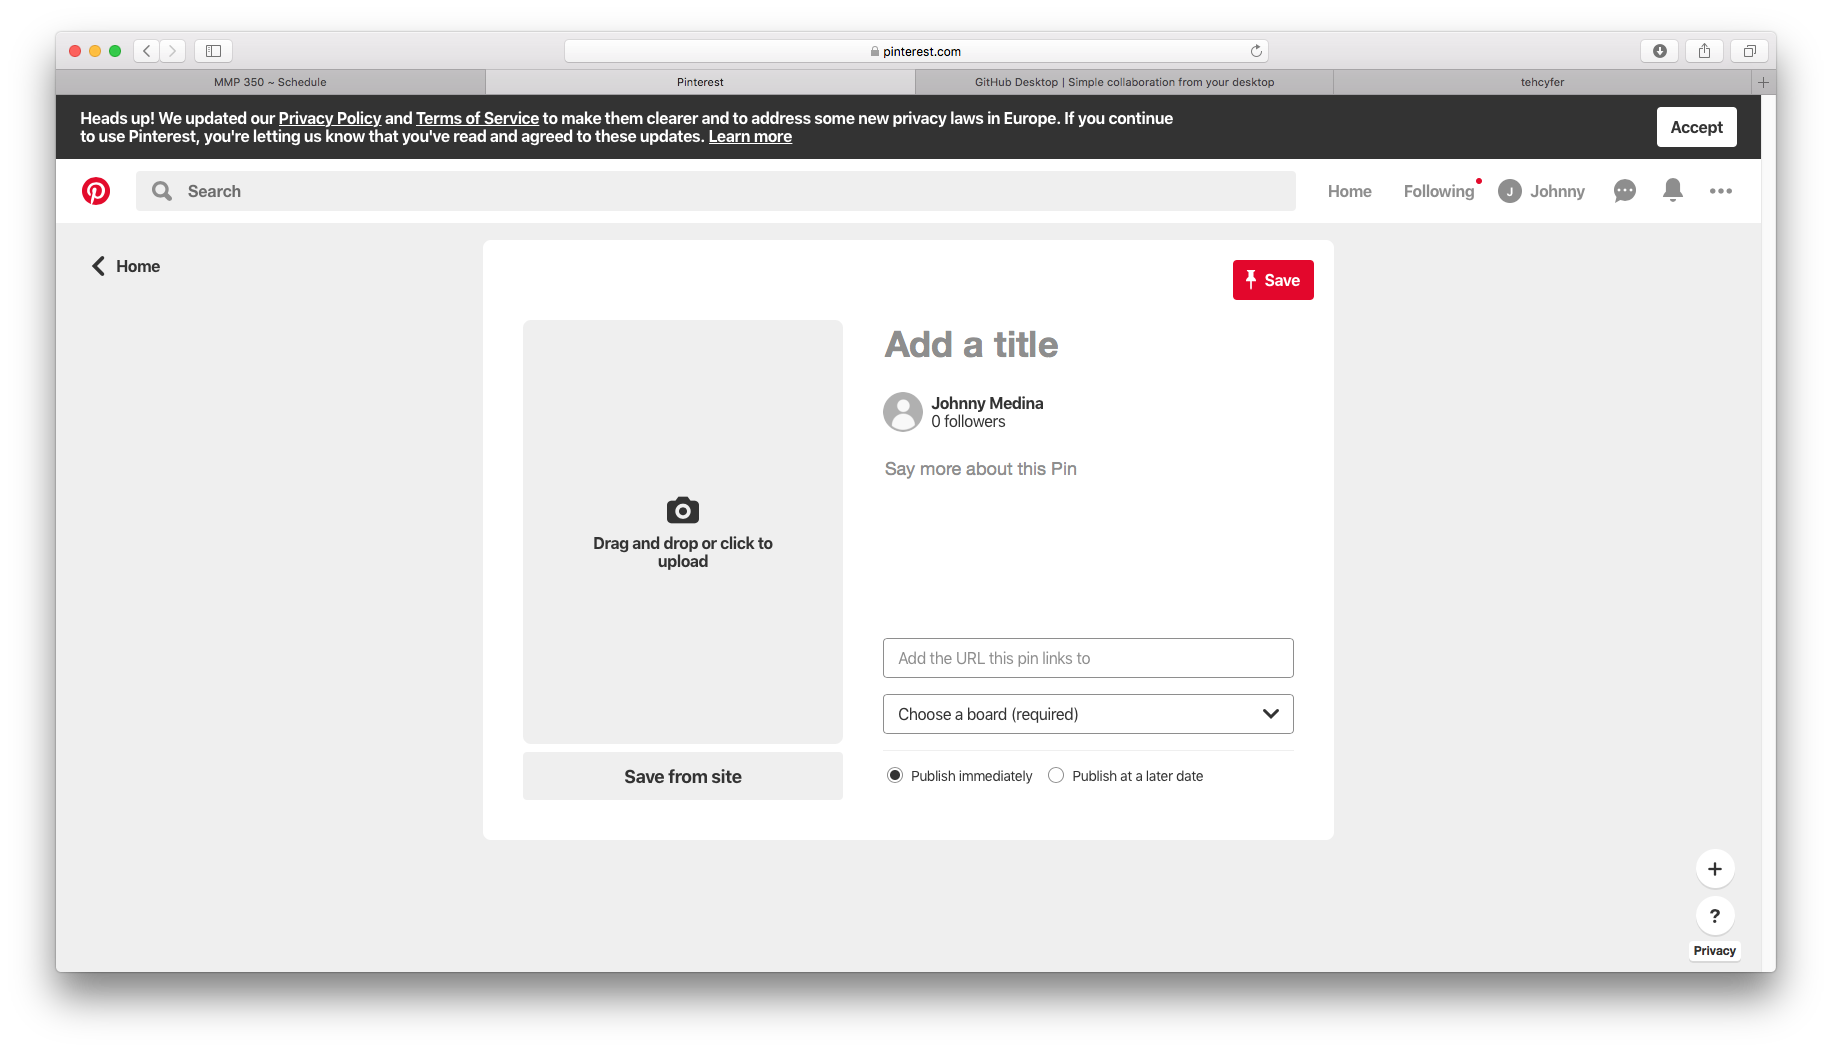 pinterest.com
MMP 350 ~ Schedule
Pinterest
GitHub Desktop | Simple collaboration from your desktop
tehcyfer
Heads up! We updated our Privacy Policy and Terms of Service to make them clearer and to address some new privacy laws in Europe. If you continue
to use Pinterest, you're letting us know that you've read and agreed to these updates. Learn more
Accept
Search
Home
Following
J
Johnny
Home
Save
Add a title
Johnny Medina
0 followers
Say more about this Pin
Drag and drop or click to
upload
Add the URL this pin links to
Choose a board (required)
Save from site
Publish immediately
Publish at a later date
+
?
Privacy